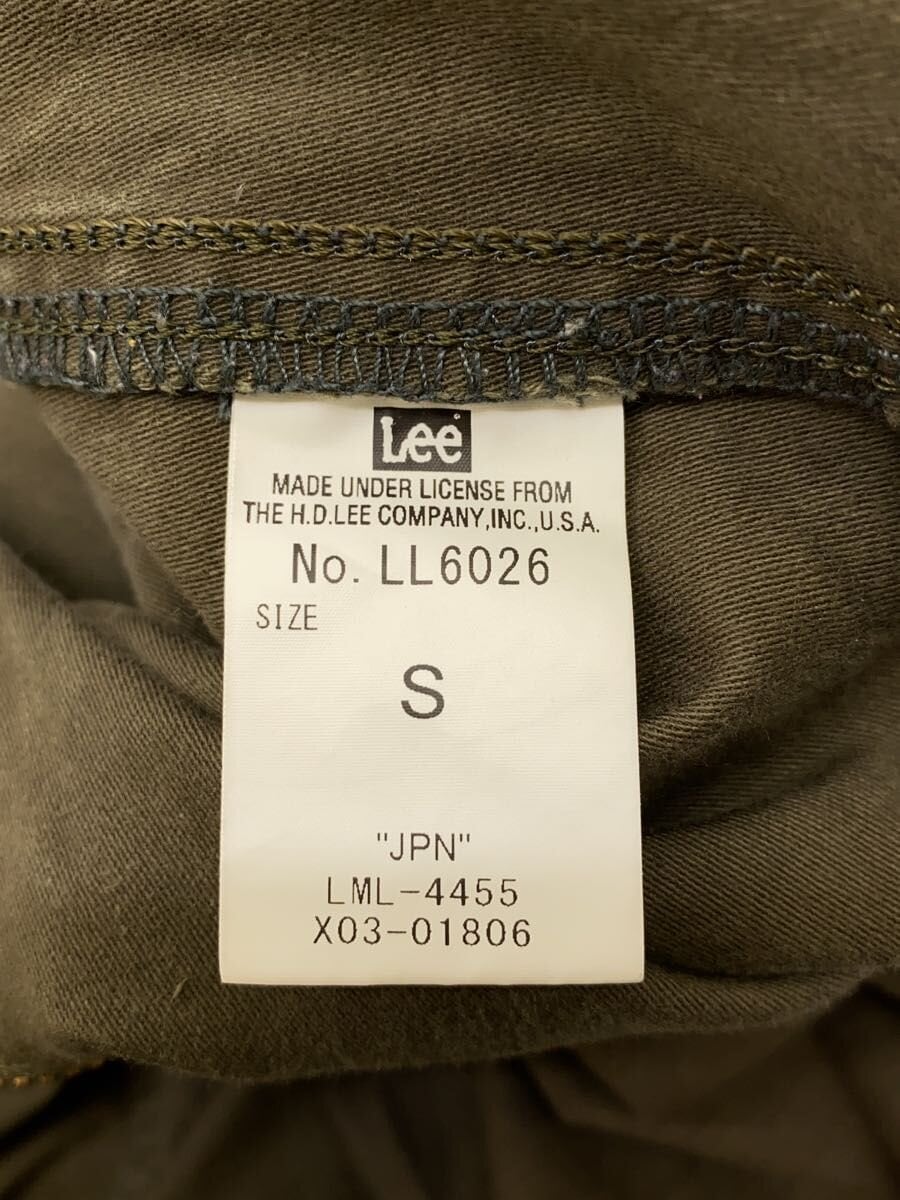 Lee
MADE UNDER LICENSE FROM
THE H.D.LEE COMPANY,INC.,U.S.A.
No. LL6026
SIZE
S
"JPN"
LML-4455
X03-01806